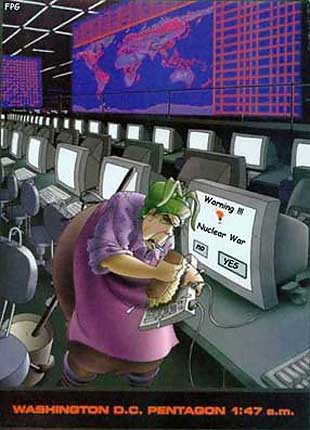 FPG
Warning !!!
?
Nuclear War
no
YES
WASHINGTON D.C. PENTAGON 1:47 a.m.